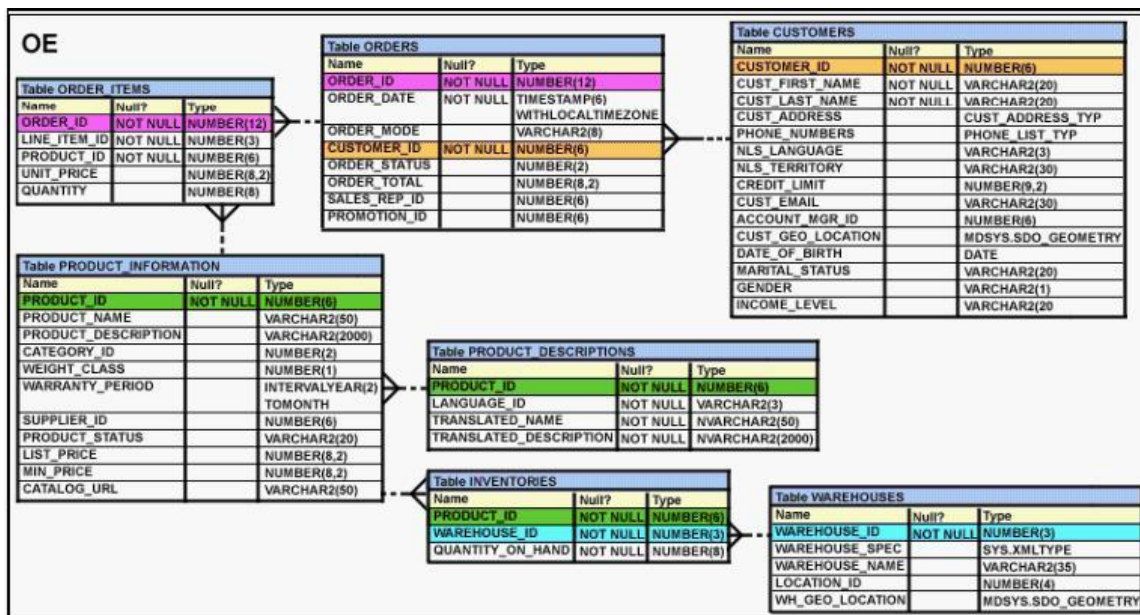 OE
Table ORDER_ITEMS
Name Null? Type
ORDER_ID NOT NULL NUMBER(12)
LINE_ITEM_ID NOT NULL NUMBER(3)
PRODUCT_ID NOT NULL NUMBER(6)
UNIT_PRICE NUMBER(8,2)
QUANTITY NUMBER(8)
Table ORDERS
Name Null? Type
ORDER_ID NOT NULL NUMBER(12)
ORDER_DATE NOT NULL TIMESTAMP(6)
WITHLOCALTIMEZONE
ORDER_MODE VARCHAR2(8)
CUSTOMER_ID NOT NULL NUMBER(6)
ORDER_STATUS NUMBER(2)
ORDER_TOTAL NUMBER(8,2)
SALES_REP_ID NUMBER(6)
PROMOTION_ID NUMBER(6)
Table CUSTOMERS
Name Null? Type
CUSTOMER_ID NOT NULL NUMBER(6)
CUST_FIRST_NAME NOT NULL VARCHAR2(20)
CUST_LAST_NAME NOT NULL VARCHAR2(20)
CUST_ADDRESS CUST_ADDRESS_TYP
PHONE_NUMBERS PHONE_LIST_TYP
NLS_LANGUAGE VARCHAR2(3)
NLS_TERRITORY VARCHAR2(30)
CREDIT_LIMIT NUMBER(9,2)
CUST_EMAIL VARCHAR2(30)
ACCOUNT_MGR_ID NUMBER(6)
CUST_GEO_LOCATION MDSYS.SDO_GEOMETRY
DATE_OF_BIRTH DATE
MARITAL_STATUS VARCHAR2(20)
GENDER VARCHAR2(1)
INCOME_LEVEL VARCHAR2(20
Table PRODUCT_INFORMATION
Name Null? Type
PRODUCT_ID NOT NULL NUMBER(6)
PRODUCT_NAME VARCHAR2(50)
PRODUCT_DESCRIPTION VARCHAR2(2000)
CATEGORY_ID NUMBER(2)
WEIGHT_CLASS NUMBER(1)
WARRANTY_PERIOD INTERVALYEAR(2)
TOMONTH
SUPPLIER_ID NUMBER(6)
PRODUCT_STATUS VARCHAR2(20)
LIST_PRICE NUMBER(8,2)
MIN_PRICE NUMBER(8,2)
CATALOG_URL VARCHAR2(50)
Table PRODUCT_DESCRIPTIONS
Name Null? Type
PRODUCT_ID NOT NULL NUMBER(6)
LANGUAGE_ID NOT NULL VARCHAR2(3)
TRANSLATED_NAME NOT NULL NVARCHAR2(50)
TRANSLATED_DESCRIPTION NOT NULL NVARCHAR2(2000)
Table INVENTORIES
Name Null? Type
PRODUCT_ID NOT NULL NUMBER(6)
WAREHOUSE_ID NOT NULL NUMBER(3)
QUANTITY_ON_HAND NOT NULL NUMBER(8)
Table WAREHOUSES
Name Null? Type
WAREHOUSE_ID NOT NULL NUMBER(3)
WAREHOUSE_SPEC SYS.XMLTYPE
WAREHOUSE_NAME VARCHAR2(35)
LOCATION_ID NUMBER(4)
WH_GEO_LOCATION MDSYS.SDO_GEOMETRY